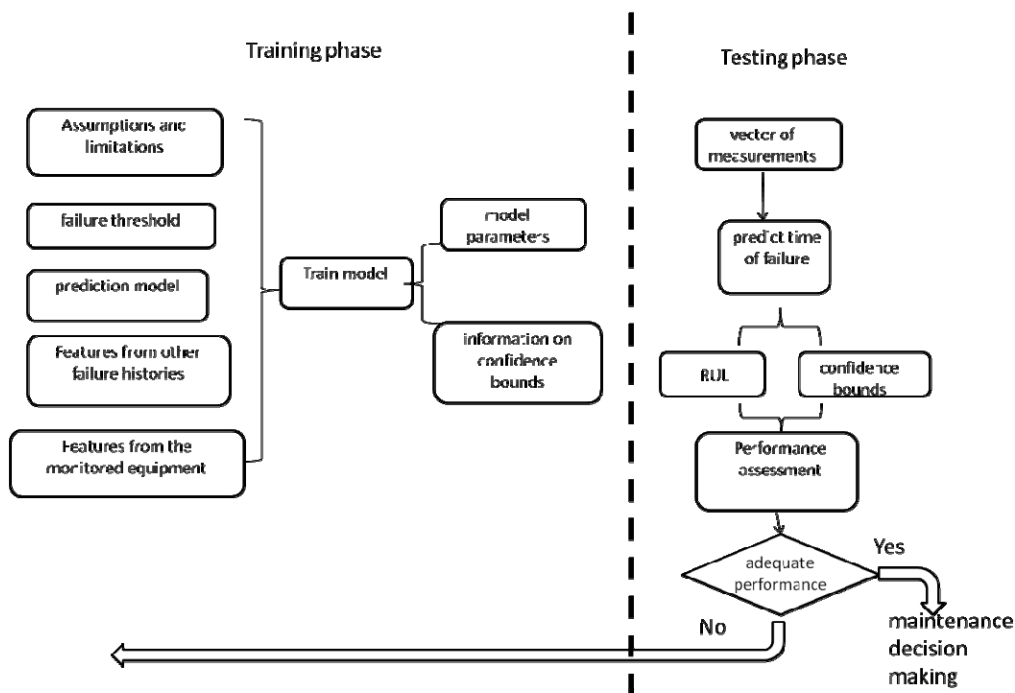 Training phase
Assumptions and
limitations
failure threshold
prediction model
Features from other
failure histories
Features from the
monitored equipment
Train model
model
parameters
information on
confidence
bounds
Testing phase
vector of
measurements
predict time
of failure
RUL
confidence
bounds
Performance
assessment
adequate
performance
Yes
No
maintenance
decision
making